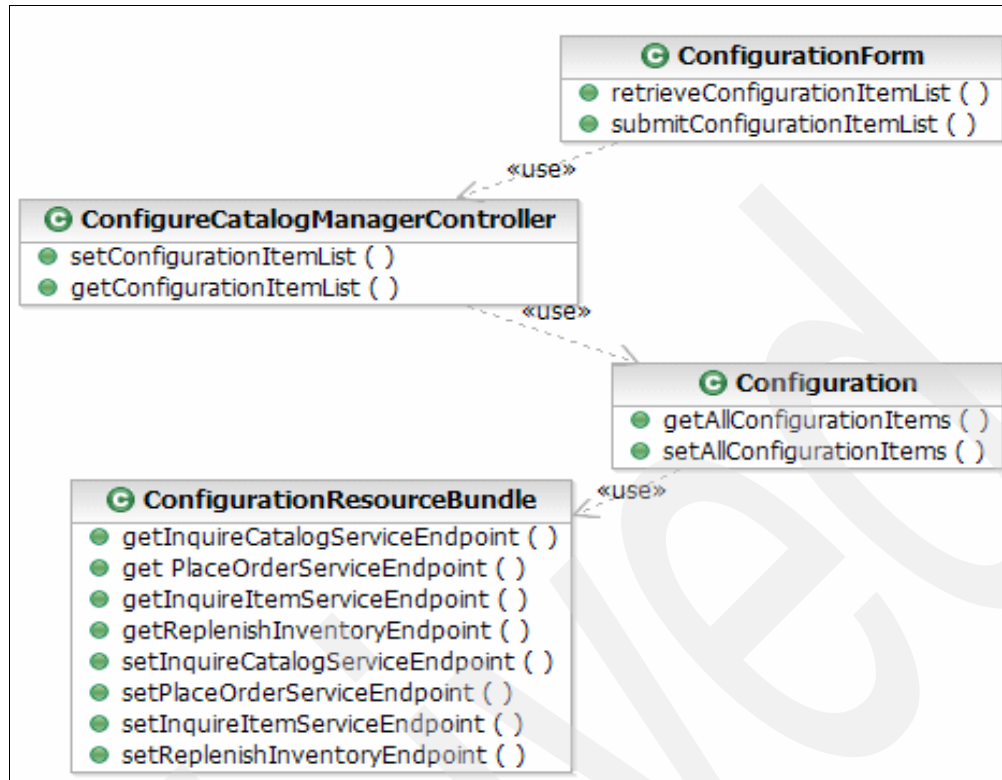 ConfigurationForm
retrieveConfigurationItemList ( )
submitConfigurationItemList ( )
«use»
ConfigureCatalogManagerController
setConfigurationItemList ( )
getConfigurationItemList ( )
«use»
Configuration
getAllConfigurationItems ( )
setAllConfigurationItems ( )
«use»
ConfigurationResourceBundle
getInquireCatalogServiceEndpoint ( )
get PlaceOrderServiceEndpoint ( )
getInquireItemServiceEndpoint ( )
getReplenishInventoryEndpoint ( )
setInquireCatalogServiceEndpoint ( )
setPlaceOrderServiceEndpoint ( )
setInquireItemServiceEndpoint ( )
setReplenishInventoryEndpoint ( )